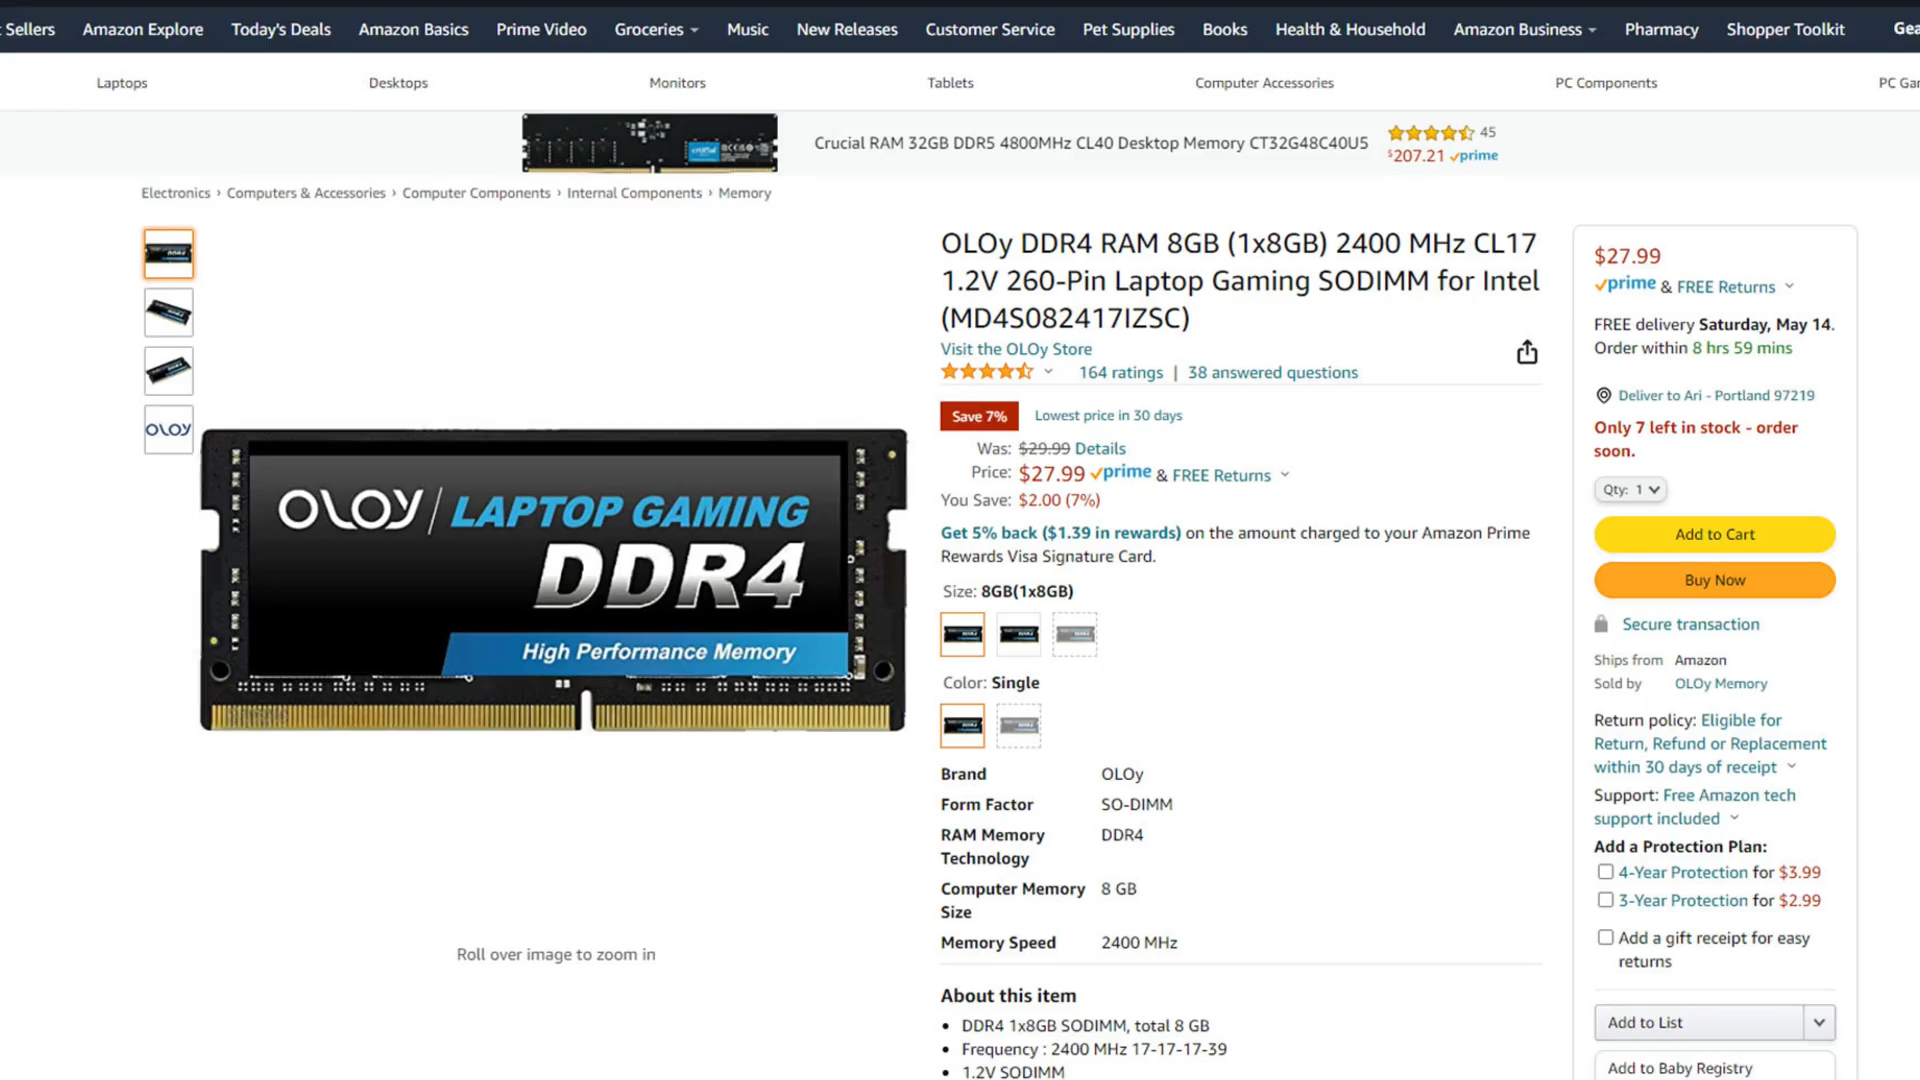 Sellers Amazon Explore Today's Deals Amazon Basics Prime Video Groceries Music New Releases Customer Service Pet Supplies Books Health & Household Amazon Business Pharmacy Shopper Toolkit
Laptops Desktops Monitors Tablets Computer Accessories PC Components PC
Crucial RAM 32GB DDR5 4800MHz CL40 Desktop Memory CT32G48C40U5
45
$207.21 prime
crucial
Electronics › Computers & Accessories › Computer Components › Internal Components › Memory
OLOy
OLOy / LAPTOP GAMING
DDR4
High Performance Memory
Roll over image to zoom in
OLOy DDR4 RAM 8GB (1x8GB) 2400 MHz CL17
1.2V 260-Pin Laptop Gaming SODIMM for Intel
(MD4S082417IZSC)
Visit the OLOy Store
164 ratings | 38 answered questions
Save 7% Lowest price in 30 days
Was: $29.99 Details
Price: $27.99 prime & FREE Returns
You Save: $2.00 (7%)
Get 5% back ($1.39 in rewards) on the amount charged to your Amazon Prime
Rewards Visa Signature Card.
Size: 8GB(1x8GB)
Color: Single
Brand OLOy
Form Factor SO-DIMM
RAM Memory DDR4
Technology
Computer Memory 8 GB
Size
Memory Speed 2400 MHz
About this item
• DDR4 1x8GB SODIMM, total 8 GB
• Frequency : 2400 MHz 17-17-17-39
• 1.2V SODIMM
$27.99
prime & FREE Returns
FREE delivery Saturday, May 14.
Order within 8 hrs 59 mins
Deliver to Ari - Portland 97219
Only 7 left in stock - order
soon.
Qty: 1
Add to Cart
Buy Now
Secure transaction
Ships from Amazon
Sold by OLOy Memory
Return policy: Eligible for
Return, Refund or Replacement
within 30 days of receipt
Support: Free Amazon tech
support included
Add a Protection Plan:
4-Year Protection for $3.99
3-Year Protection for $2.99
Add a gift receipt for easy
returns
Add to List
Add to Baby Registry